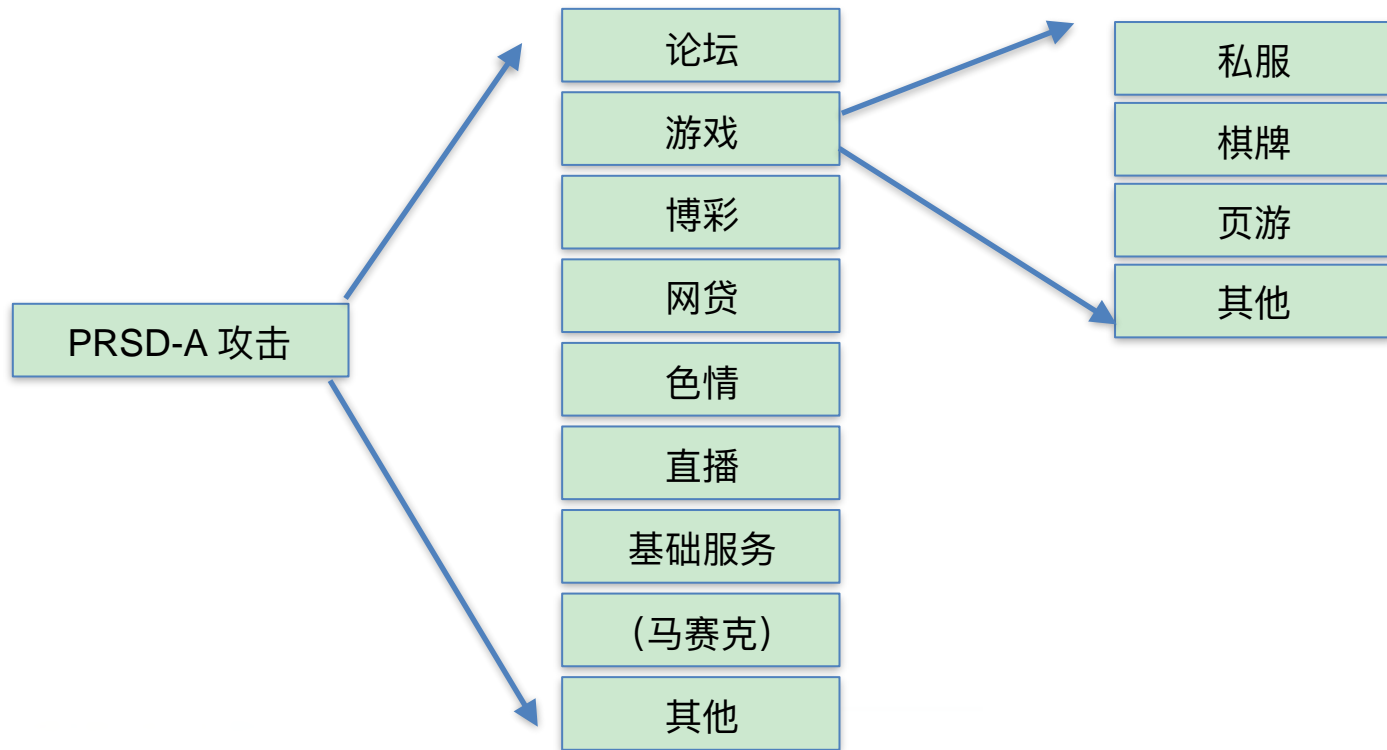 PRSD-A 攻击
论坛
游戏
博彩
网贷
色情
直播
基础服务
(马赛克)
其他
私服
棋牌
页游
其他